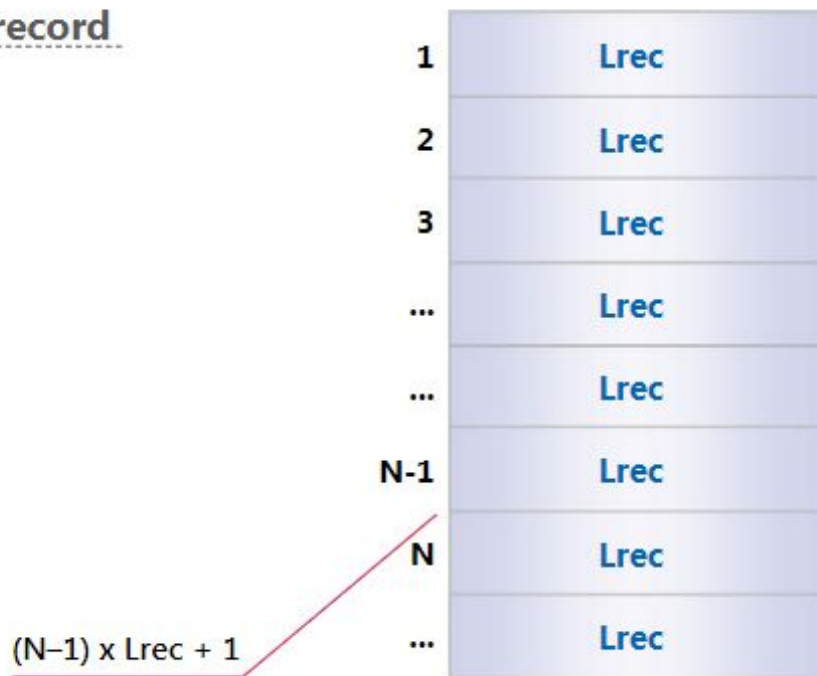 record
1 Lrec
2 Lrec
3 Lrec
... Lrec
... Lrec
N-1 Lrec
N Lrec
... Lrec
(N–1) x Lrec + 1